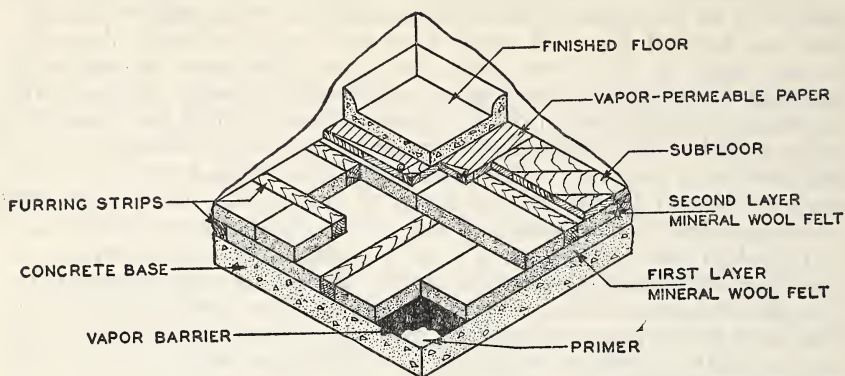 FINISHED FLOOR
VAPOR-PERMEABLE PAPER
SUBFLOOR
FURRING STRIPS
SECOND LAYER
MINERAL WOOL FELT
CONCRETE BASE
FIRST LAYER
MINERAL WOOL FELT
VAPOR BARRIER
PRIMER